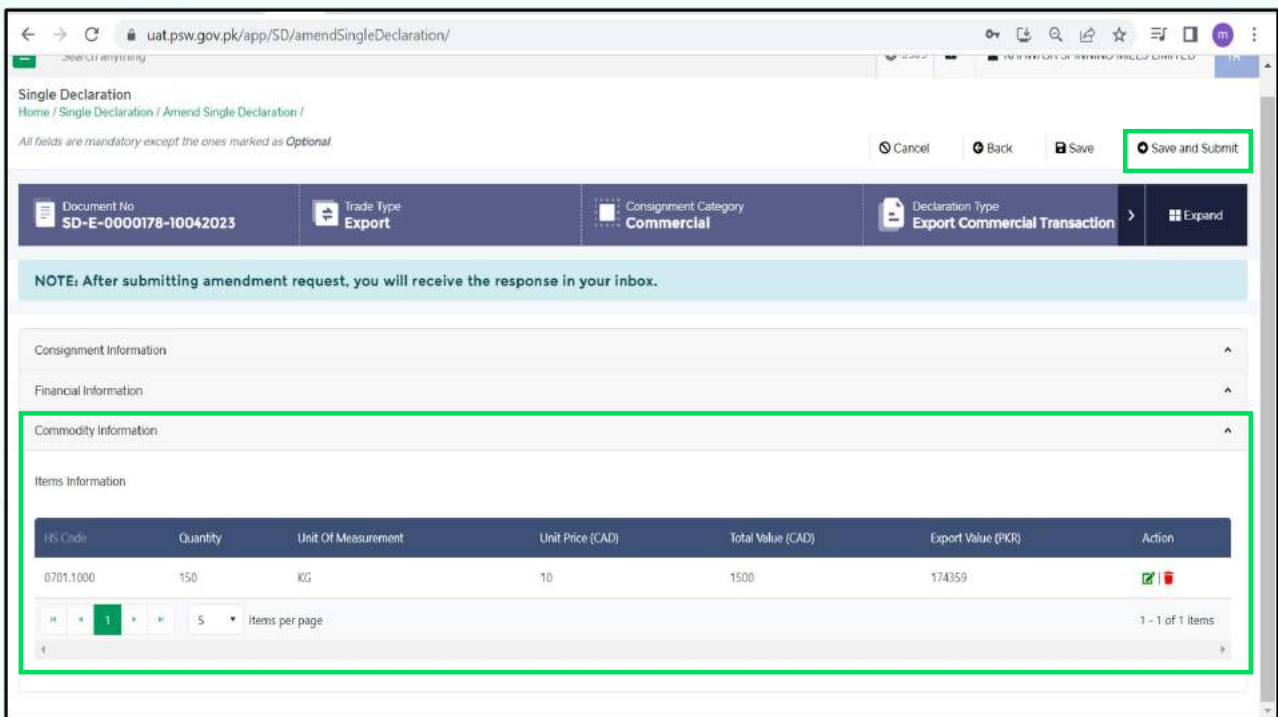 uat.psw.gov.pk/app/SD/amendSingleDeclaration/
m
Search anything
Single Declaration
Home / Single Declaration / Amend Single Declaration /
All fields are mandatory except the ones marked as Optional.
Cancel Back Save Save and Submit
Document No Trade Type Consignment Category Declaration Type
SD-E-0000178-10042023 Export Commercial Export Commercial Transaction Expand
NOTE: After submitting amendment request, you will receive the response in your inbox.
Consignment Information
Financial Information
Commodity Information
Items Information
HS Code Quantity Unit Of Measurement Unit Price (CAD) Total Value (CAD) Export Value (PKR) Action
0701.1000 150 KG 10 1500 174359
1 5 items per page 1 - 1 of 1 items